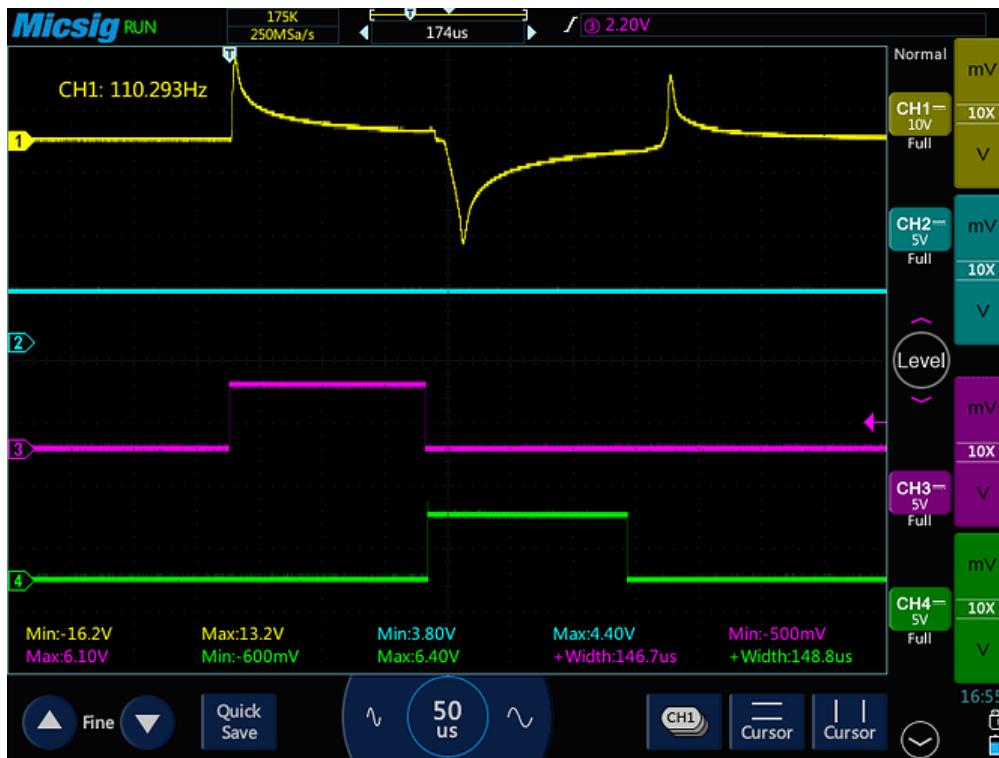 Micsig RUN
175K
250MSa/s
T
174us
③ 2.20V
T
CH1: 110.293Hz
1
2
3
4
Min:-16.2V Max:13.2V Min:3.80V Max:4.40V Min:-500mV
Max:6.10V Min:-600mV Max:6.40V +Width:146.7us +Width:148.8us
Normal
CH1
10V
Full
mV
10X
V
CH2
5V
Full
mV
10X
V
Level
CH3
5V
Full
mV
10X
V
CH4
5V
Full
mV
10X
V
Fine
Quick
Save
50
us
CH1
Cursor
Cursor
16:55